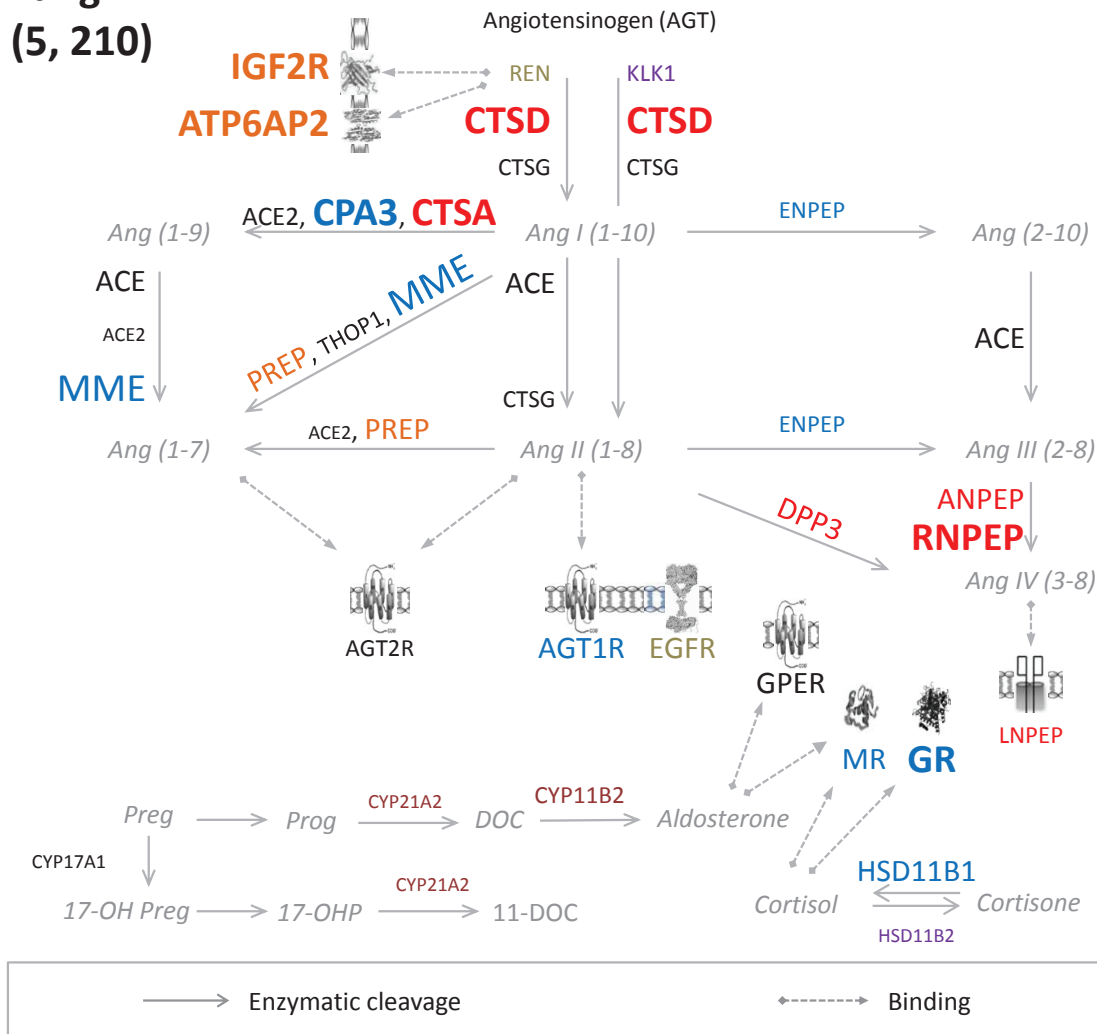 (5, 210)
Angiotensinogen (AGT)
IGF2R
REN
KLK1
ATP6AP2
CTSD
CTSD
CTSG
CTSG
ACE2, CPA3, CTSA
ENPEP
Ang (1-9)
Ang I (1-10)
Ang (2-10)
ACE
ACE
ACE2
PREP, THOP1, MME
ACE
MME
CTSG
ACE2, PREP
ENPEP
Ang (1-7)
Ang II (1-8)
Ang III (2-8)
DPP3
ANPEP
RNPEP
Ang IV (3-8)
AGT2R
AGT1R
EGFR
GPER
LNPEP
MR
GR
Preg
Prog
CYP21A2
DOC
CYP11B2
Aldosterone
CYP17A1
17-OH Preg
17-OHP
CYP21A2
11-DOC
Cortisol
HSD11B1
HSD11B2
Cortisone
Enzymatic cleavage
Binding